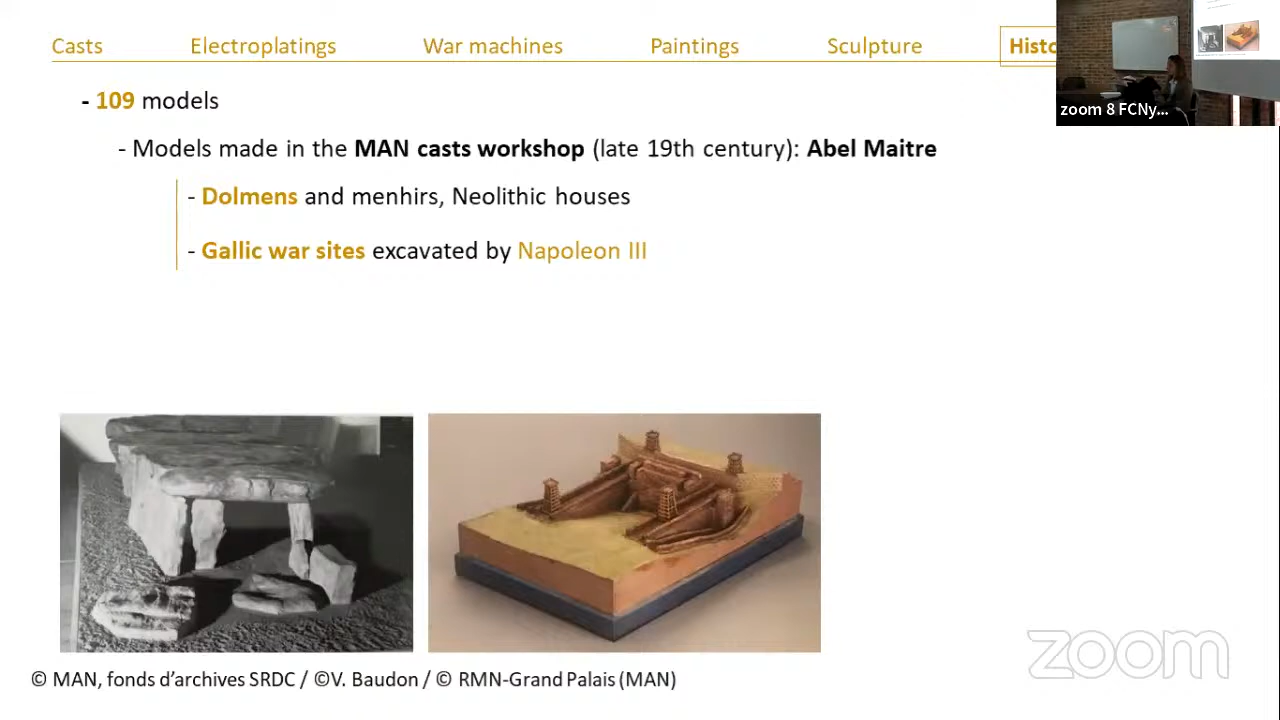 Casts Electroplatings War machines Paintings Sculpture Histo
zoom 8 FCNy...
- 109 models
- Models made in the MAN casts workshop (late 19th century): Abel Maitre
- Dolmens and menhirs, Neolithic houses
- Gallic war sites excavated by Napoleon III
© MAN, fonds d'archives SRDC / ©V. Baudon / © RMN-Grand Palais (MAN)
zoom